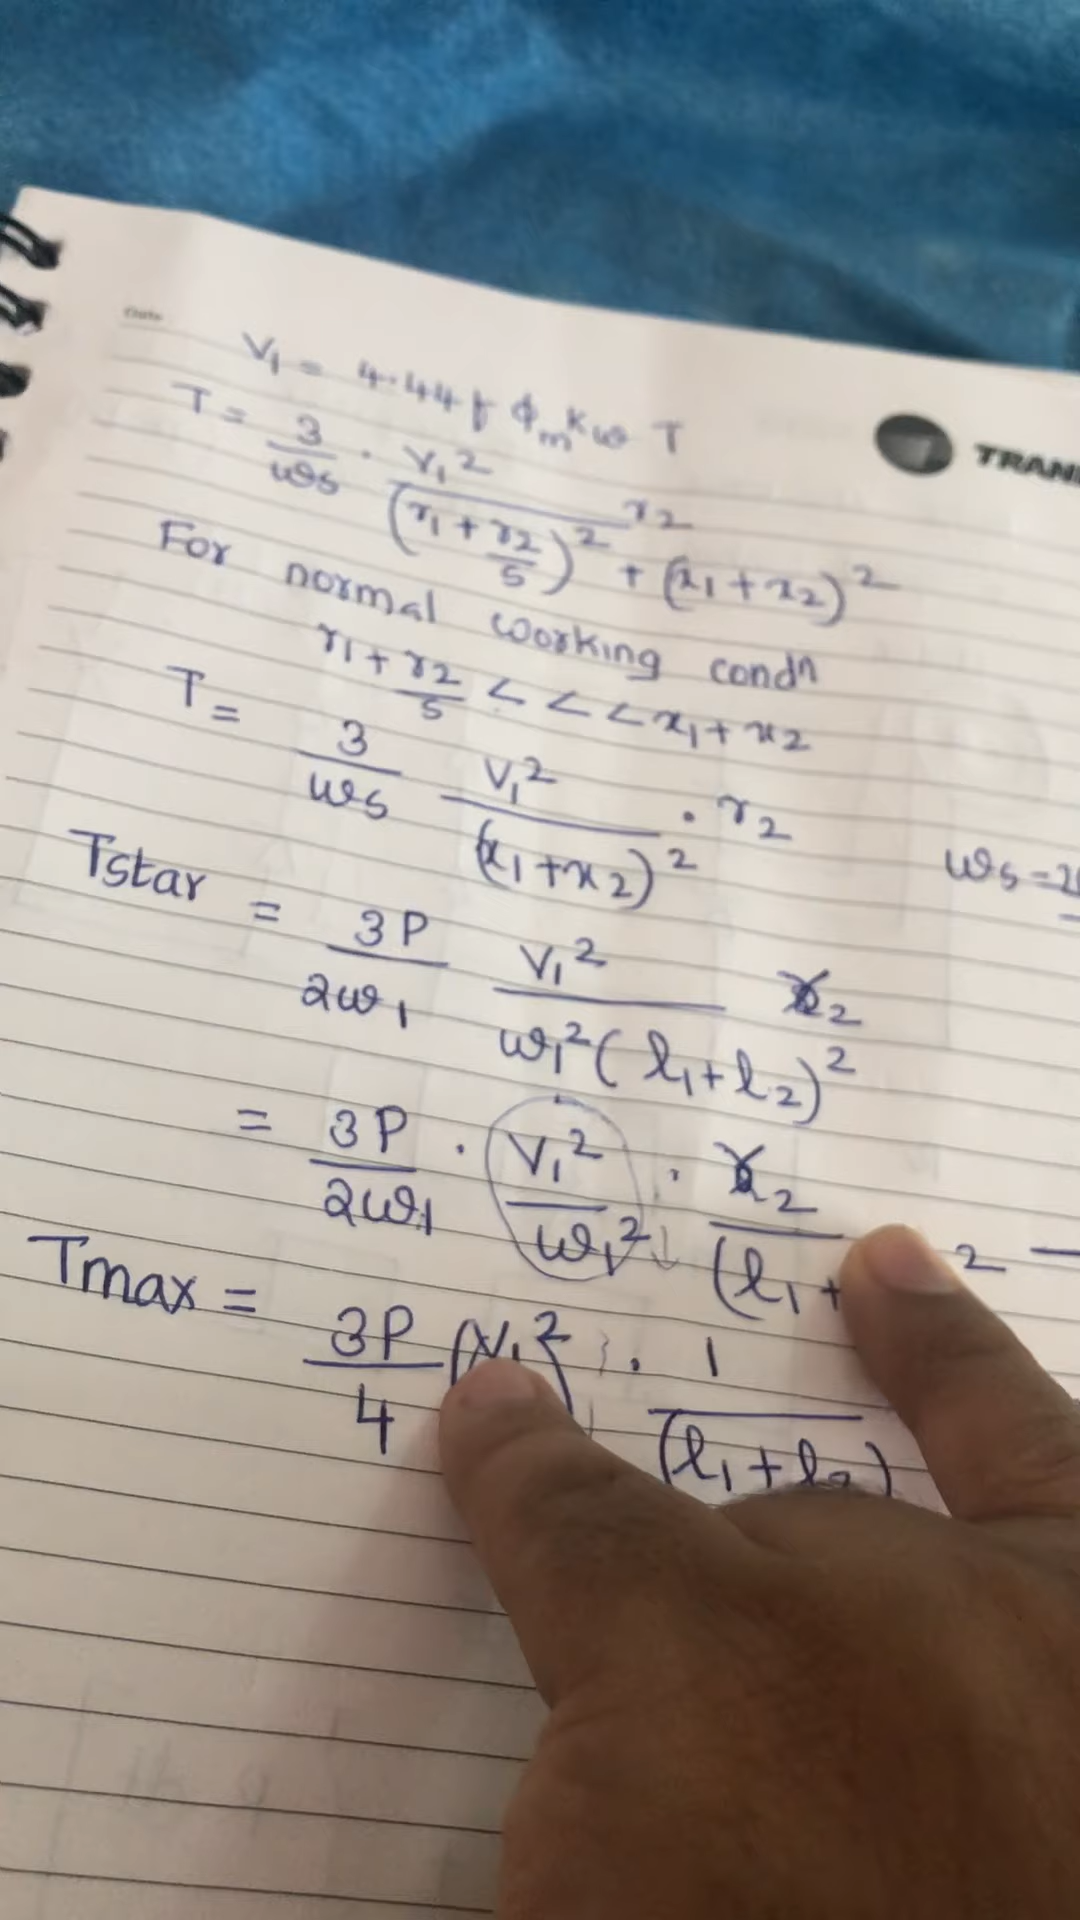 Date
TRAN
V₁ = 4.44 f ϕₘ Kω T
T = 3/ωs · V₁²/((r₁ + r₂/s)² + (x₁ + x₂)²) r₂
For normal working condn
r₁ + r₂/s < < < x₁ + x₂
T = 3/ωs V₁²/(x₁ + x₂)² · r₂
ωs = 2
Tstar = 3P/2ω₁ V₁²/ω₁²(l₁ + l₂)² r₂
= 3P/2ω₁ · V₁²/ω₁² · r₂/(l₁ + ²
Tmax = 3P/4 (V₁² · 1/(l₁ + l₂)